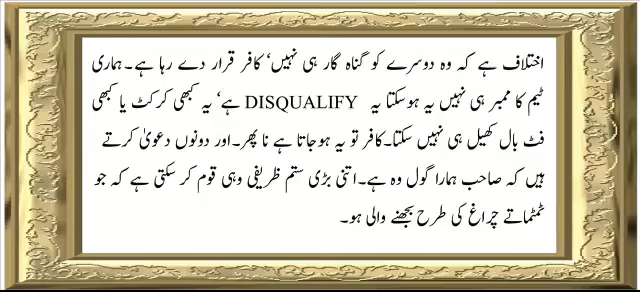 اختلاف ہے کہ وہ دوسرے کو گناہ گار ہی نہیں‘ کافر قرار دے رہا ہے۔ہماری
ٹیم کا ممبر ہی نہیں یہ ہوسکتا یہ DISQUALIFY ہے‘ یہ کبھی کرکٹ یا کبھی
فٹ بال کھیل ہی نہیں سکتا۔کافر تو یہ ہوجاتا ہے نا پھر۔اور دونوں دعویٰ کرتے
ہیں کہ صاحب ہمارا گول وہ ہے۔اتنی بڑی ستم ظریفی وہی قوم کر سکتی ہے کہ جو
ٹمٹماتے چراغ کی طرح بجھنے والی ہو۔